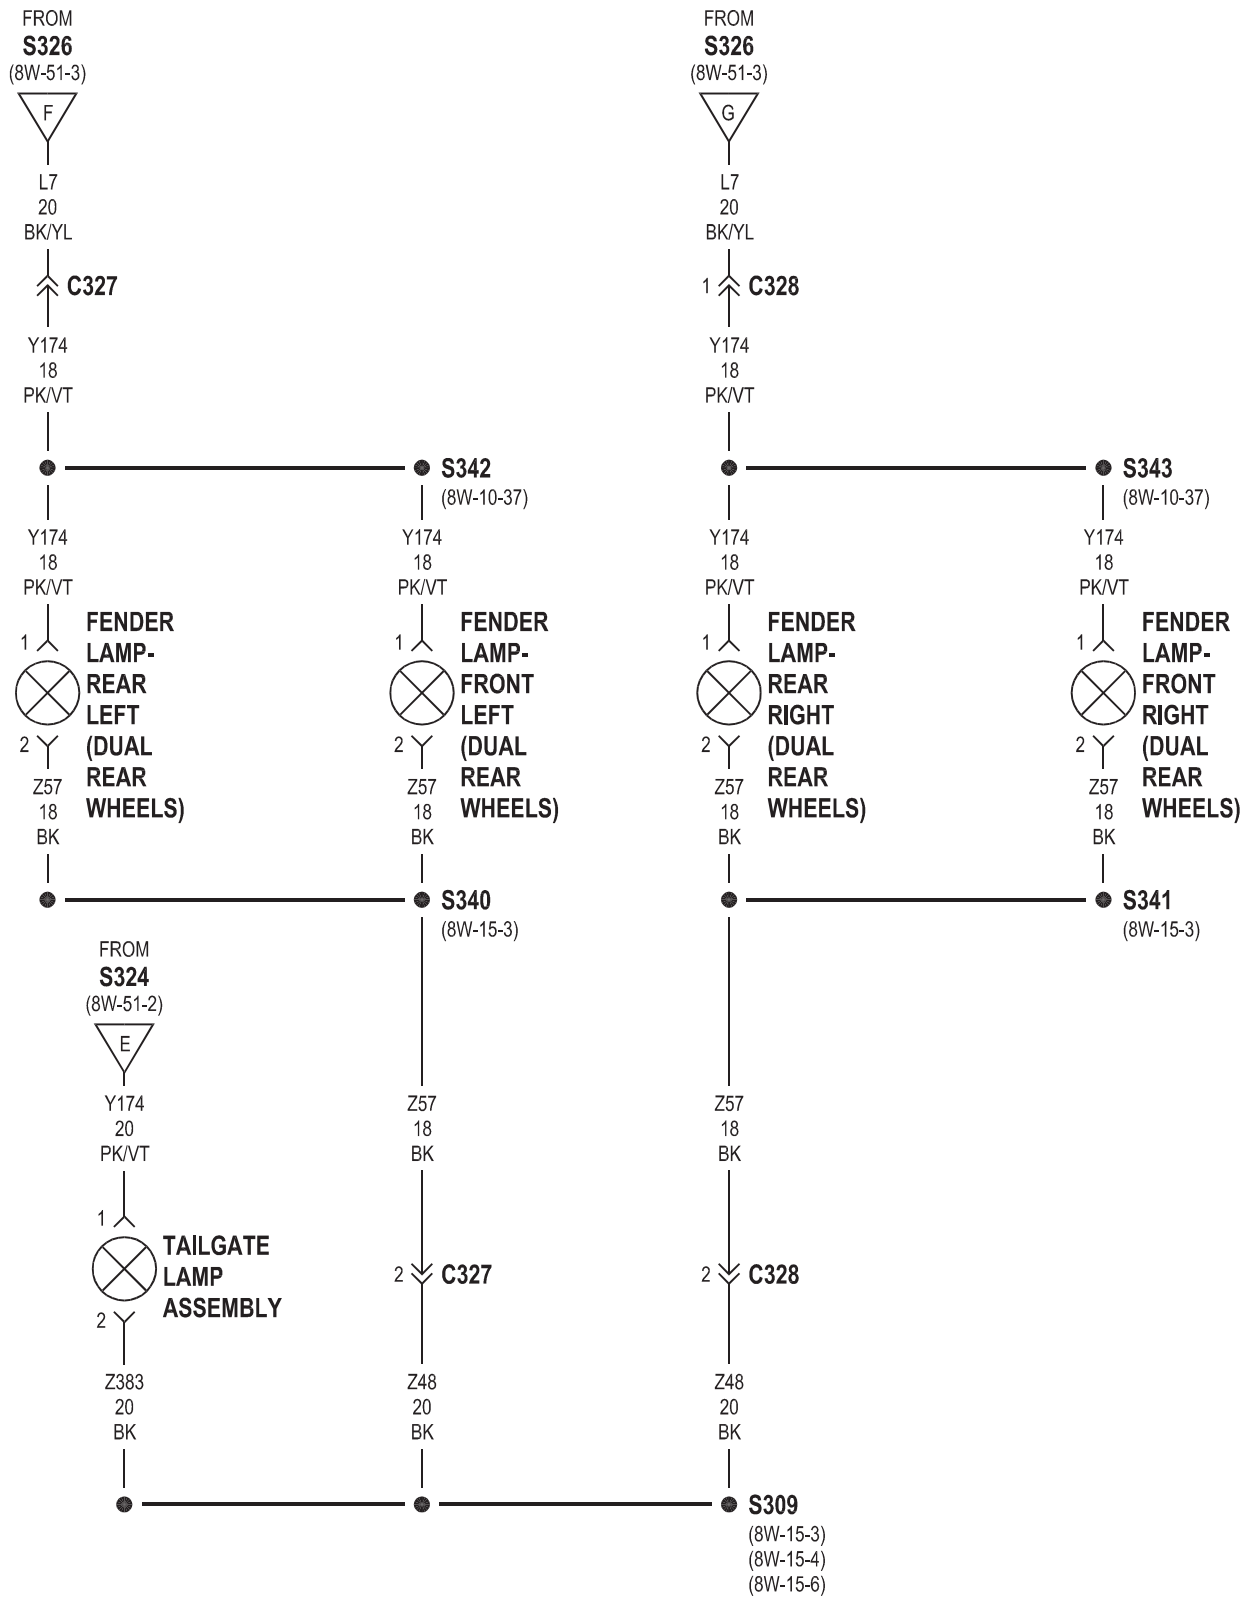 FROM
S326
(8W-51-3)
F
L7
20
BK/YL
C327
Y174
18
PK/VT
FROM
S326
(8W-51-3)
G
L7
20
BK/YL
1
C328
Y174
18
PK/VT
S342
(8W-10-37)
S343
(8W-10-37)
Y174
18
PK/VT
1
FENDER
LAMP-
REAR
LEFT
(DUAL
REAR
WHEELS)
2
Z57
18
BK
Y174
18
PK/VT
1
FENDER
LAMP-
FRONT
LEFT
(DUAL
REAR
WHEELS)
2
Z57
18
BK
Y174
18
PK/VT
1
FENDER
LAMP-
REAR
RIGHT
(DUAL
REAR
WHEELS)
2
Z57
18
BK
Y174
18
PK/VT
1
FENDER
LAMP-
FRONT
RIGHT
(DUAL
REAR
WHEELS)
2
Z57
18
BK
S340
(8W-15-3)
S341
(8W-15-3)
FROM
S324
(8W-51-2)
E
Y174
20
PK/VT
1
TAILGATE
LAMP
ASSEMBLY
2
Z383
20
BK
Z57
18
BK
2
C327
Z48
20
BK
Z57
18
BK
2
C328
Z48
20
BK
S309
(8W-15-3)
(8W-15-4)
(8W-15-6)